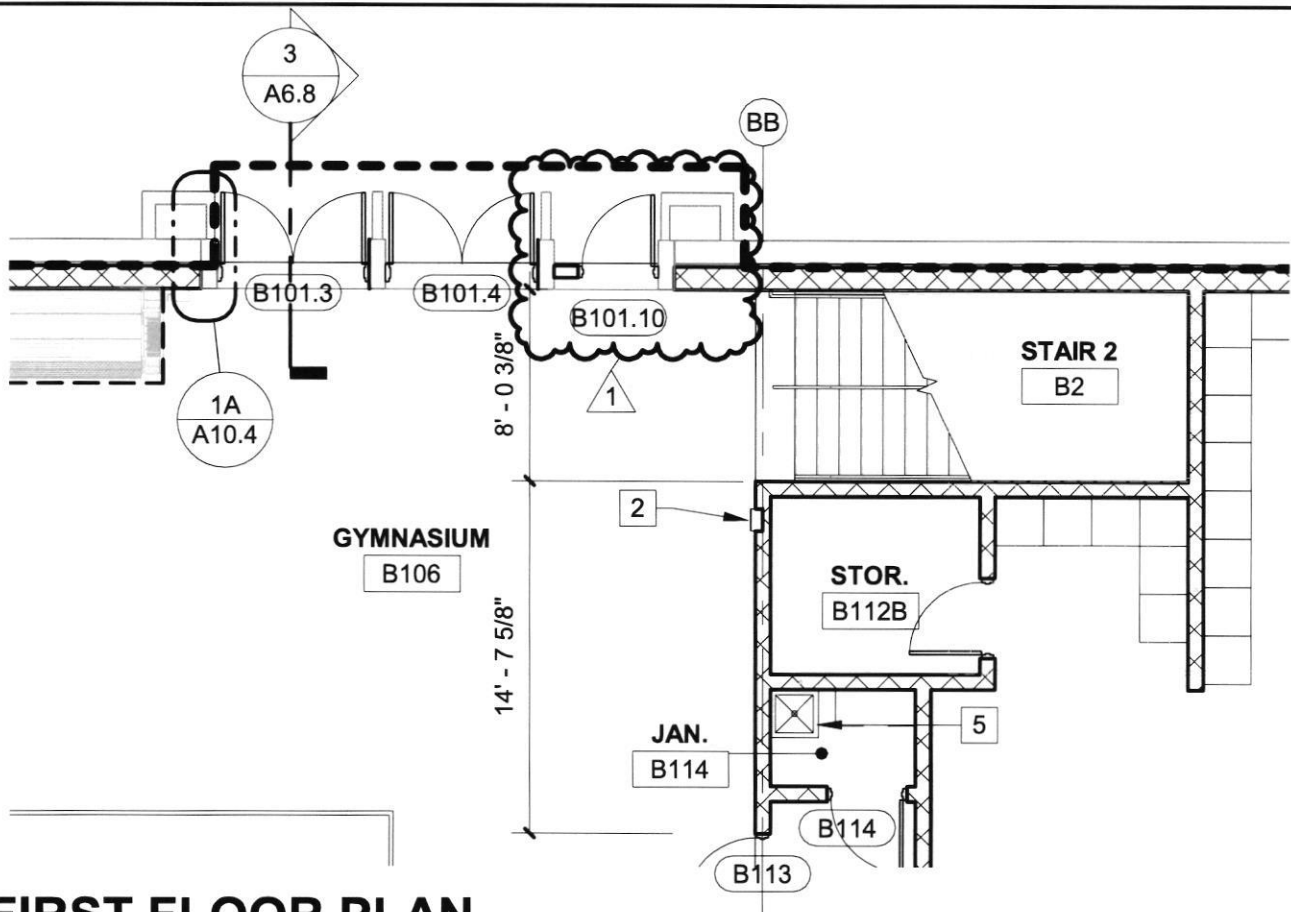 3
A6.8
BB
B101.3
B101.4
B101.10
1
1A
A10.4
8' - 0 3/8"
STAIR 2
B2
2
GYMNASIUM
B106
STOR.
B112B
14' - 7 5/8"
JAN.
B114
5
B114
B113
FIRST FLOOR PLAN